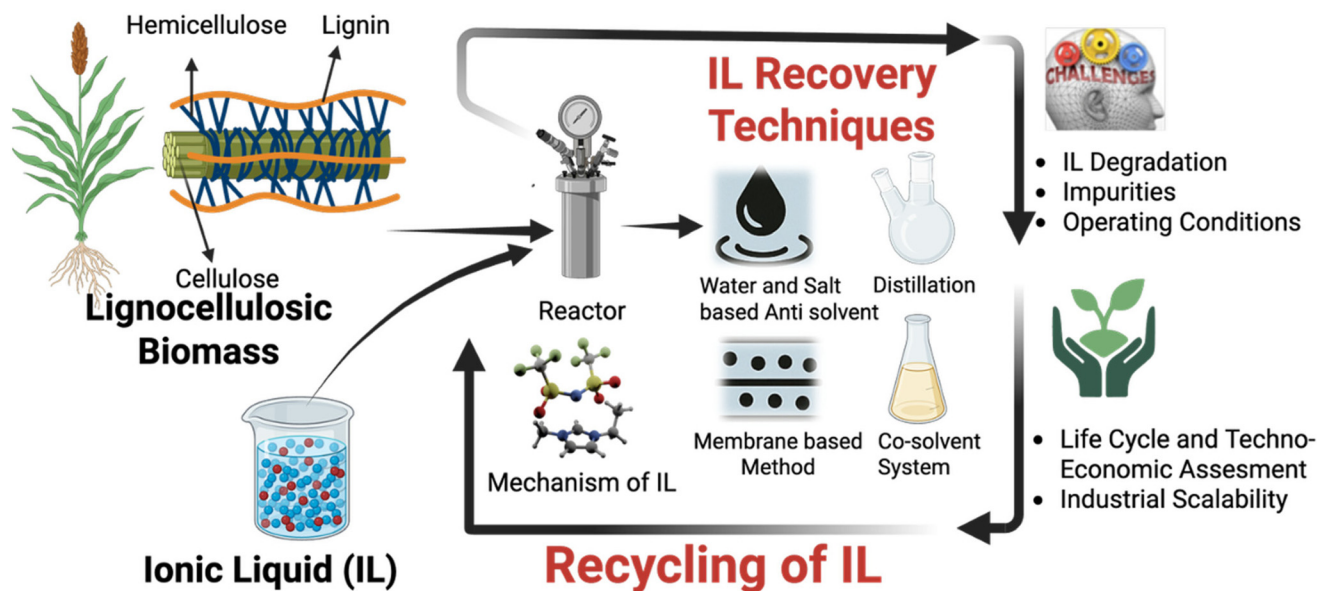 Hemicellulose
Lignin
Cellulose
Lignocellulosic
Biomass
Ionic Liquid (IL)
Reactor
Mechanism of IL
IL Recovery
Techniques
Water and Salt
based Anti solvent
Distillation
Membrane based
Method
Co-solvent
System
CHALLENGES
• IL Degradation
• Impurities
• Operating Conditions
• Life Cycle and Techno-
Economic Assesment
• Industrial Scalability
Recycling of IL